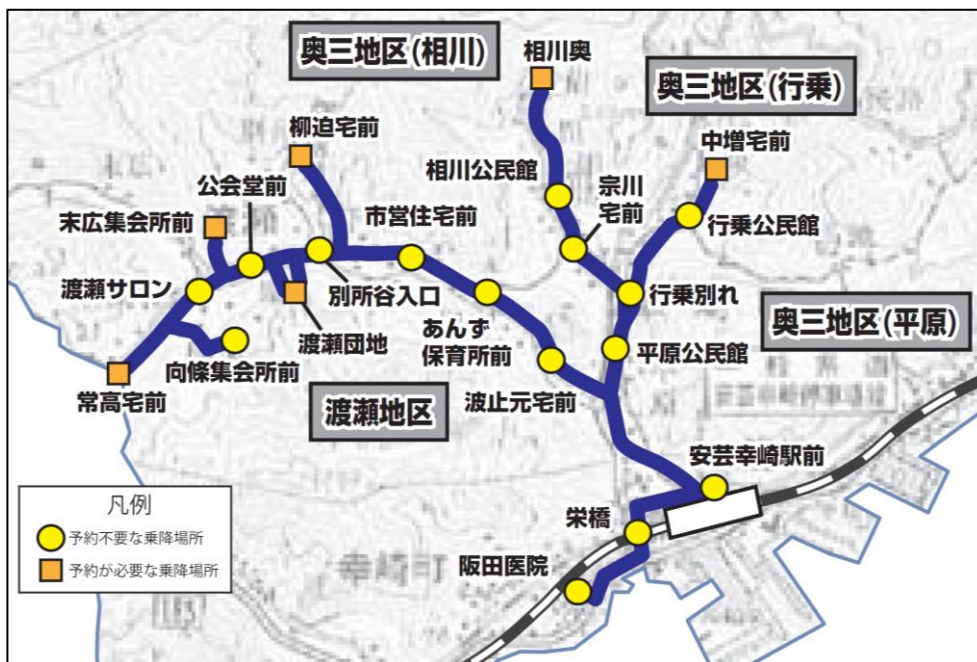 奥三地区(相川)
相川奥
奥三地区(行乗)
柳迫宅前
中増宅前
公会堂前
相川公民館
宗川
宅前
末広集会所前
市営住宅前
行乗公民館
渡瀬サロン
別所谷入口
行乗別れ
奥三地区(平原)
渡瀬団地
あんず
保育所前
平原公民館
向條集会所前
常高宅前
渡瀬地区
波止元宅前
安芸幸崎駅前
凡例
予約不要な乗降場所
予約が必要な乗降場所
栄橋
阪田医院
幸崎町